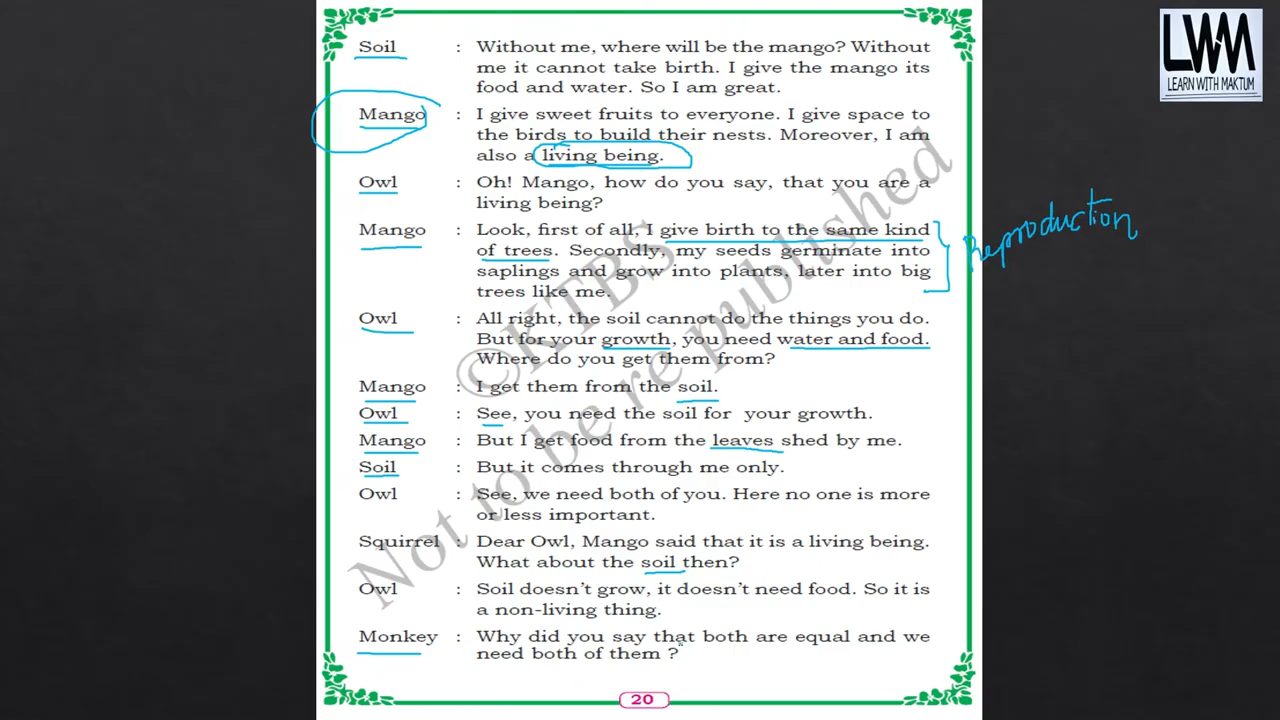 LWM
LEARN WITH MAKTUM
Soil : Without me, where will be the mango? Without
me it cannot take birth. I give the mango its
food and water. So I am great.
Mango : I give sweet fruits to everyone. I give space to
the birds to build their nests. Moreover, I am
also a living being.
Owl : Oh! Mango, how do you say, that you are a
living being?
Mango : Look, first of all, I give birth to the same kind
of trees. Secondly, my seeds germinate into
saplings and grow into plants, later into big
trees like me.
Reproduction
Owl : All right, the soil cannot do the things you do.
But for your growth, you need water and food.
Where do you get them from?
Mango : I get them from the soil.
Owl : See, you need the soil for your growth.
Mango : But I get food from the leaves shed by me.
Soil : But it comes through me only.
Owl : See, we need both of you. Here no one is more
or less important.
Squirrel : Dear Owl, Mango said that it is a living being.
What about the soil then?
Owl : Soil doesn't grow, it doesn't need food. So it is
a non-living thing.
Monkey : Why did you say that both are equal and we
need both of them ?
©KTBS
Not to be republished
20